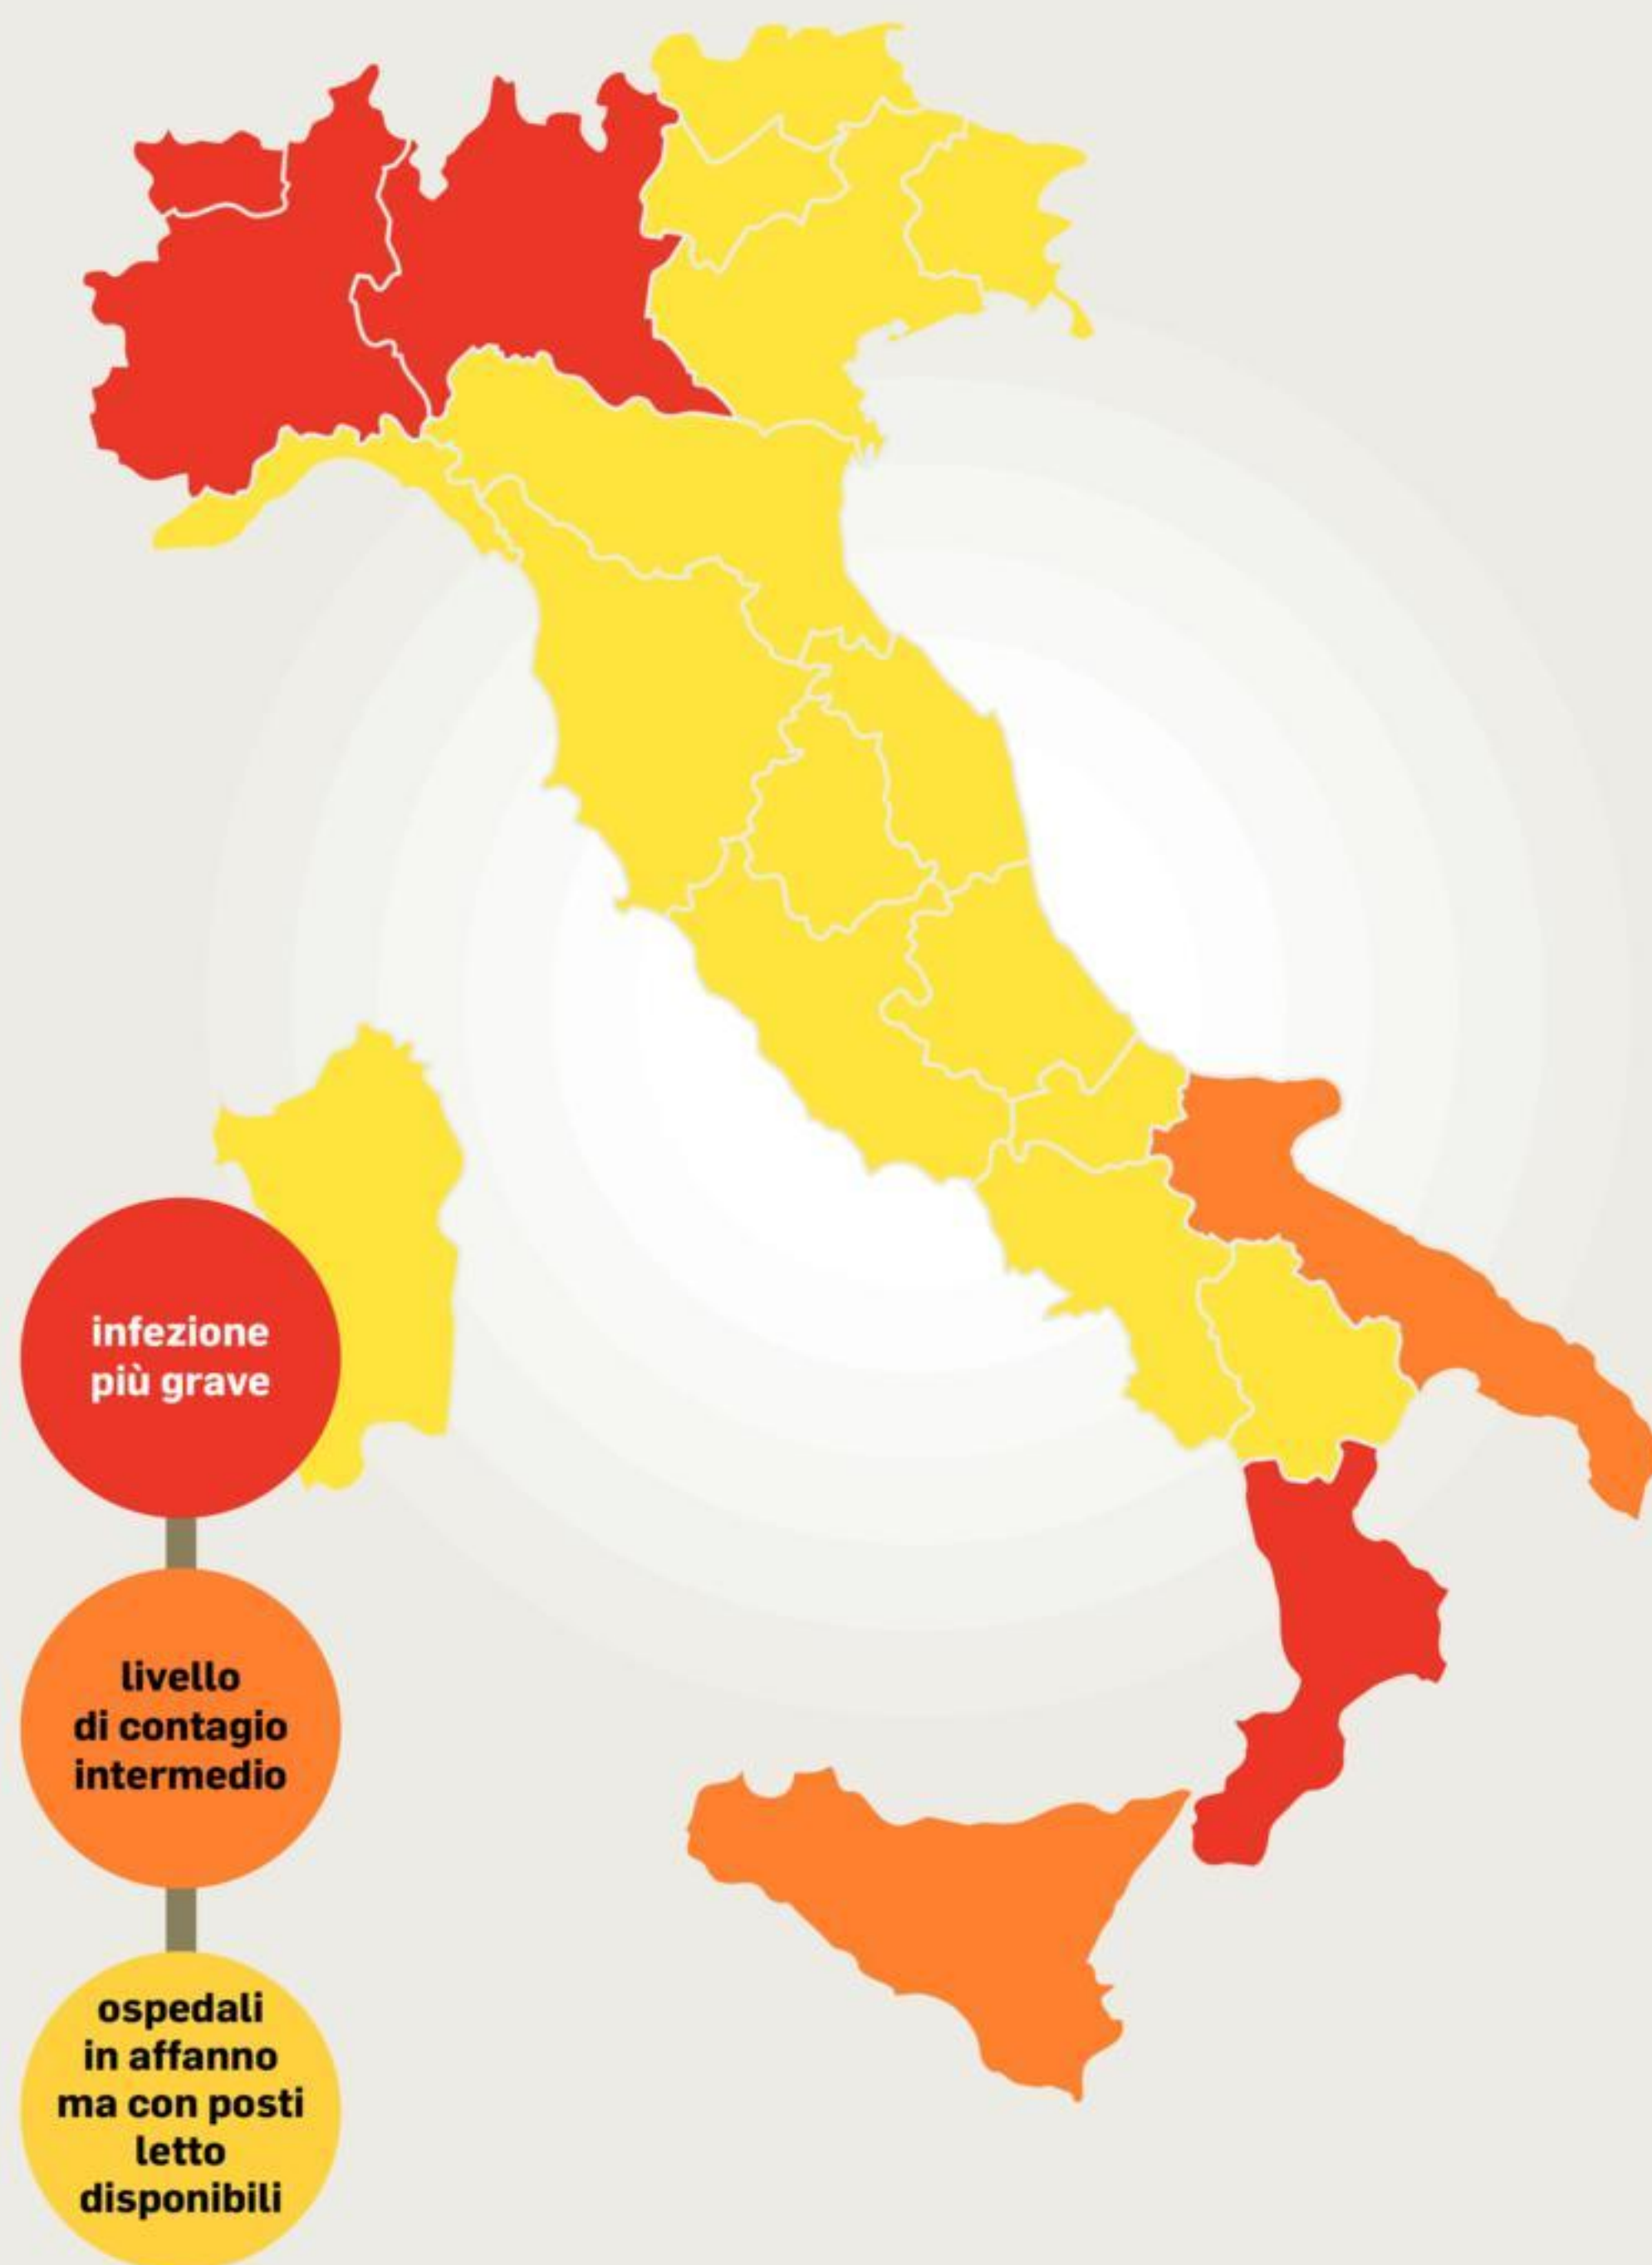 infezione
più grave
livello
di contagio
intermedio
ospedali
in affanno
ma con posti
letto
disponibili